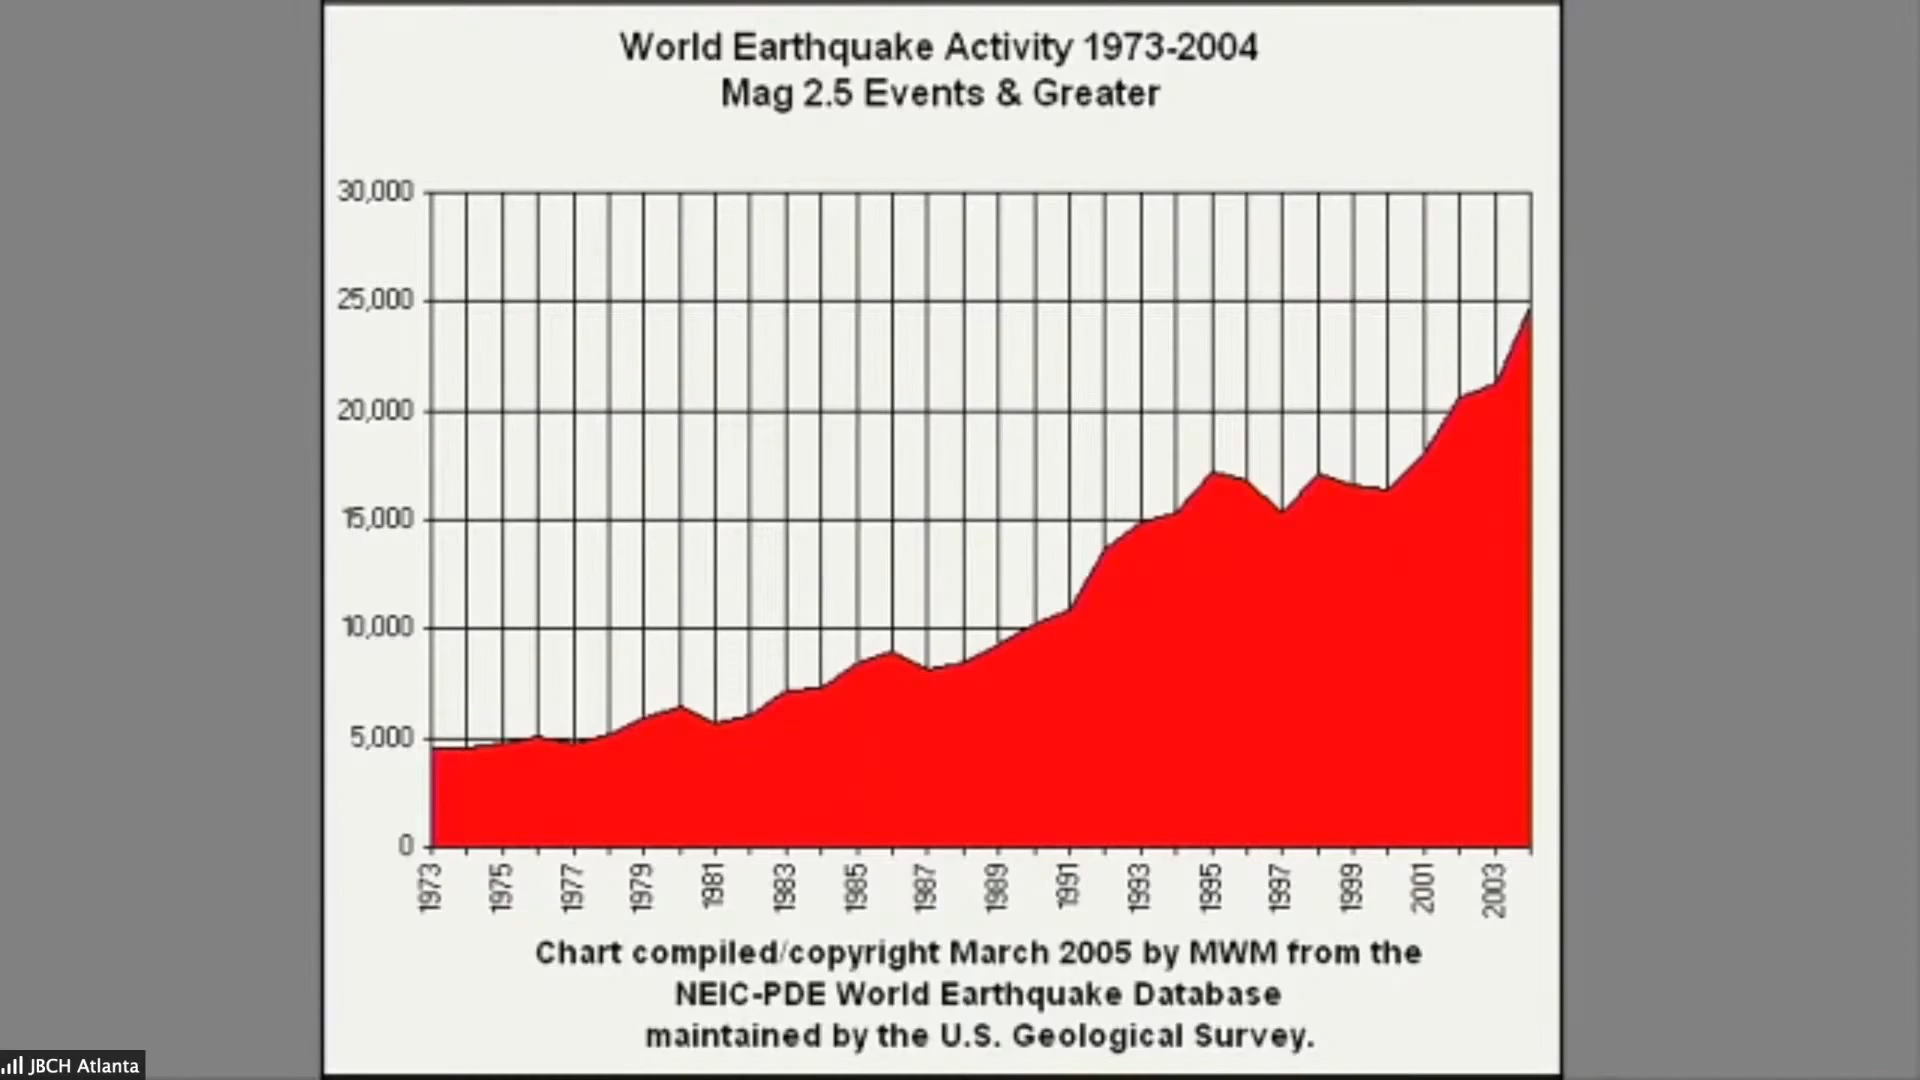 World Earthquake Activity 1973-2004
Mag 2.5 Events & Greater
30,000
25,000
20,000
15,000
10,000
5,000
0
1973 1975 1977 1979 1981 1983 1985 1987 1989 1991 1993 1995 1997 1999 2001 2003
Chart compiled/copyright March 2005 by MWM from the
NEIC-PDE World Earthquake Database
maintained by the U.S. Geological Survey.
JBCH Atlanta